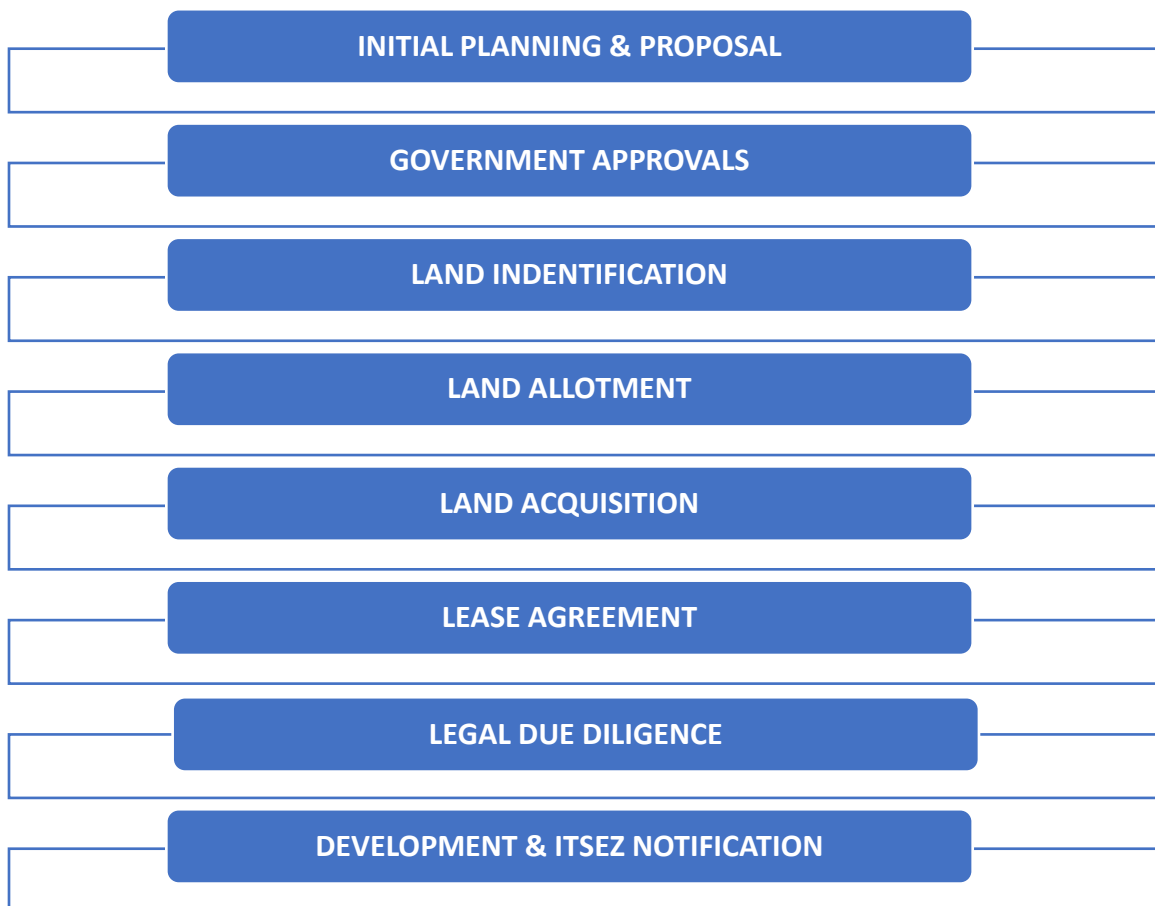 INITIAL PLANNING & PROPOSAL
GOVERNMENT APPROVALS
LAND INDENTIFICATION
LAND ALLOTMENT
LAND ACQUISITION
LEASE AGREEMENT
LEGAL DUE DILIGENCE
DEVELOPMENT & ITSEZ NOTIFICATION